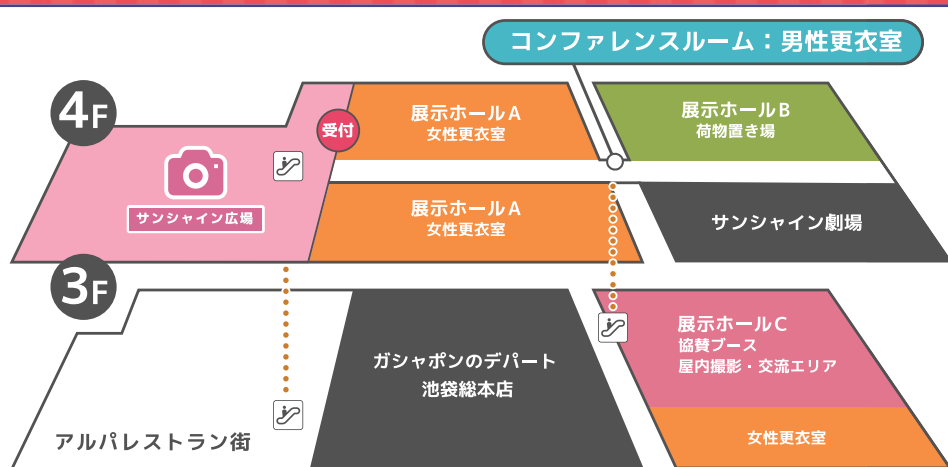 コンファレンスルーム：男性更衣室
4F
受付
展示ホールA
女性更衣室
展示ホールB
荷物置き場
サンシャイン広場
展示ホールA
女性更衣室
サンシャイン劇場
3F
ガシャポンのデパート
池袋総本店
展示ホールC
協賛ブース
屋内撮影・交流エリア
女性更衣室
アルパレストラン街